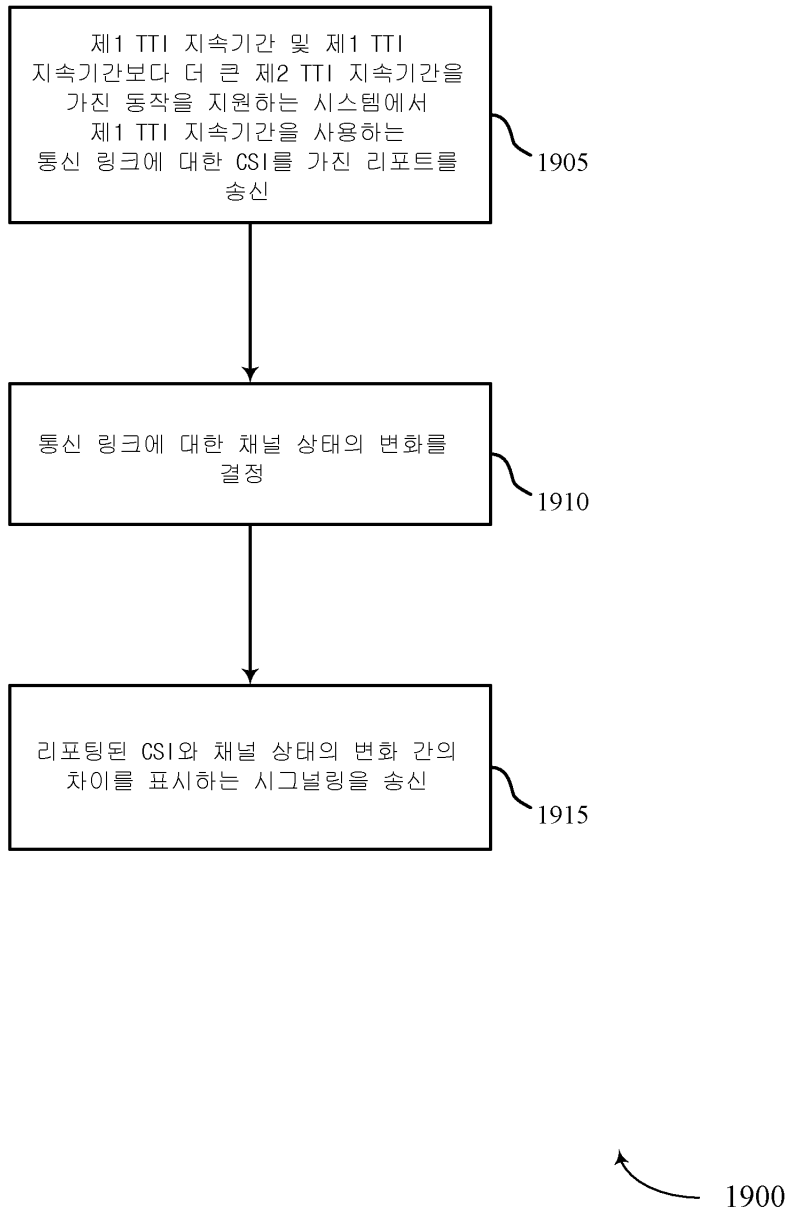 제1 TTI 지속기간 및 제1 TTI
지속기간보다 더 큰 제2 TTI 지속기간을
가진 동작을 지원하는 시스템에서
제1 TTI 지속기간을 사용하는
통신 링크에 대한 CSI를 가진 리포트를
송신
1905
통신 링크에 대한 채널 상태의 변화를
결정
1910
리포팅된 CSI와 채널 상태의 변화 간의
차이를 표시하는 시그널링을 송신
1915
1900